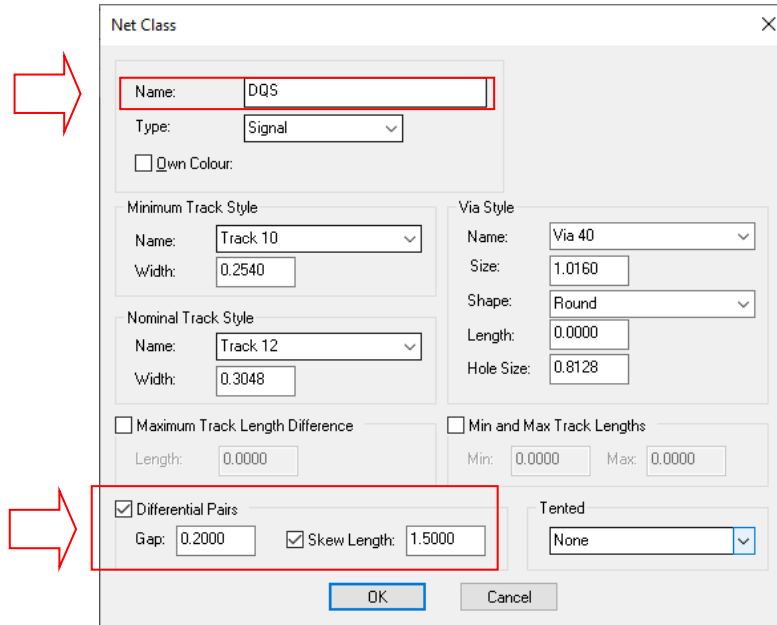 Net Class
Name: DQS
Type: Signal
Own Colour:
Minimum Track Style
Name: Track 10
Width: 0.2540
Nominal Track Style
Name: Track 12
Width: 0.3048
Via Style
Name: Via 40
Size: 1.0160
Shape: Round
Length: 0.0000
Hole Size: 0.8128
Maximum Track Length Difference
Length: 0.0000
Min and Max Track Lengths
Min: 0.0000 Max: 0.0000
Differential Pairs
Gap: 0.2000 Skew Length: 1.5000
Tented
None
OK Cancel